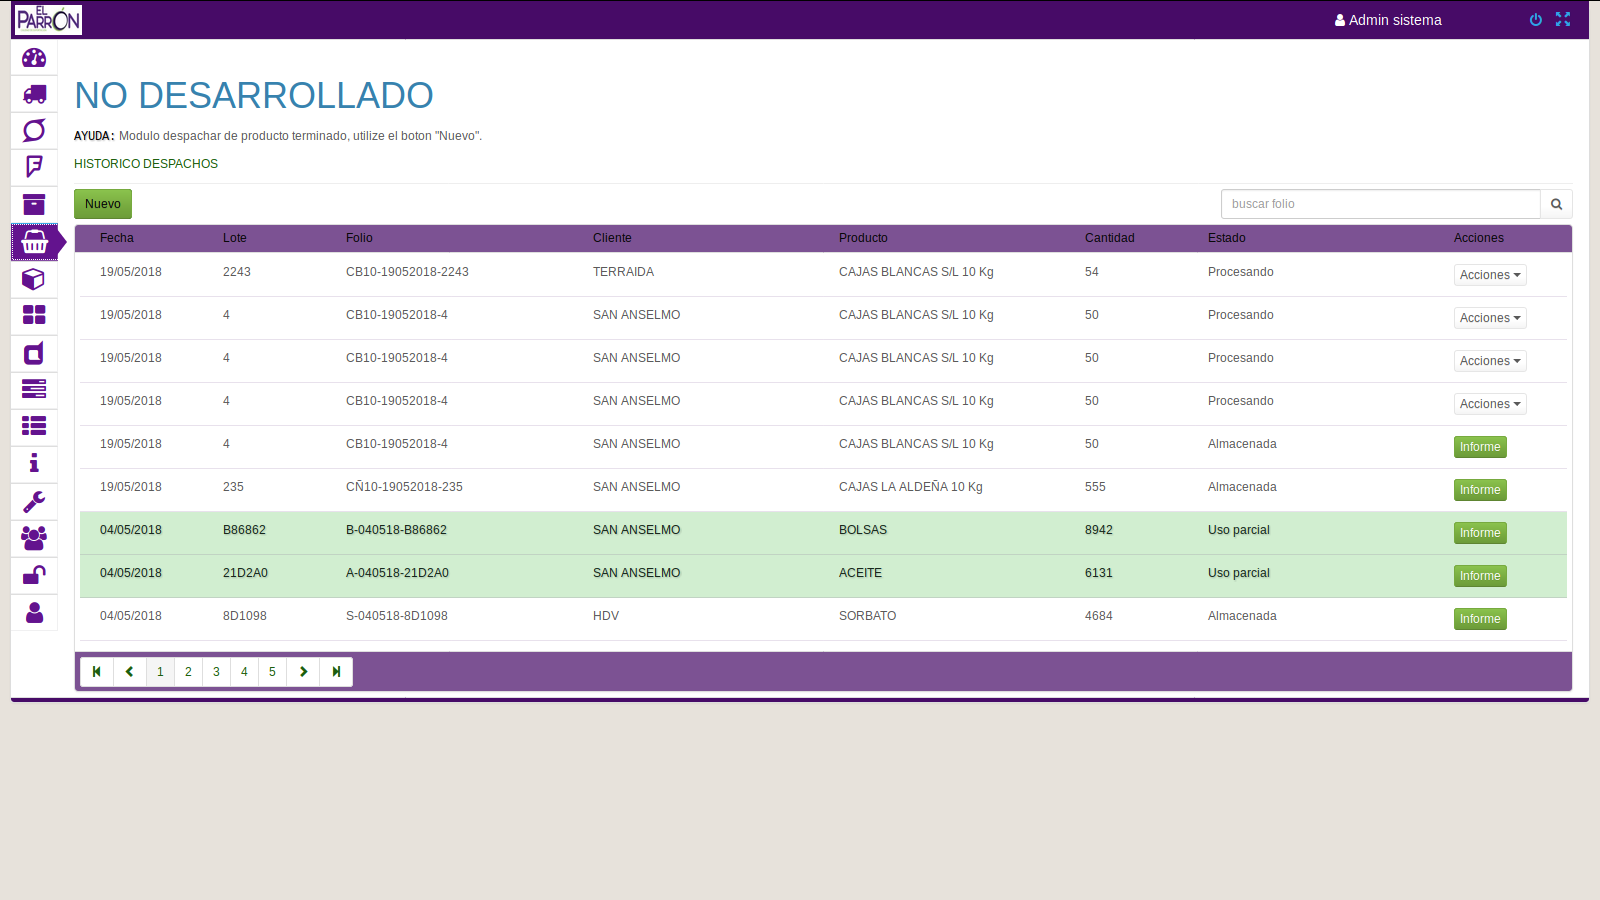 EL PARRÓN
Admin sistema
NO DESARROLLADO
AYUDA: Modulo despachar de producto terminado, utilize el boton "Nuevo".
HISTORICO DESPACHOS
Nuevo
buscar folio
Fecha Lote Folio Cliente Producto Cantidad Estado Acciones
19/05/2018 2243 CB10-19052018-2243 TERRAIDA CAJAS BLANCAS S/L 10 Kg 54 Procesando Acciones
19/05/2018 4 CB10-19052018-4 SAN ANSELMO CAJAS BLANCAS S/L 10 Kg 50 Procesando Acciones
19/05/2018 4 CB10-19052018-4 SAN ANSELMO CAJAS BLANCAS S/L 10 Kg 50 Procesando Acciones
19/05/2018 4 CB10-19052018-4 SAN ANSELMO CAJAS BLANCAS S/L 10 Kg 50 Procesando Acciones
19/05/2018 4 CB10-19052018-4 SAN ANSELMO CAJAS BLANCAS S/L 10 Kg 50 Almacenada Informe
19/05/2018 235 CÑ10-19052018-235 SAN ANSELMO CAJAS LA ALDEÑA 10 Kg 555 Almacenada Informe
04/05/2018 B86862 B-040518-B86862 SAN ANSELMO BOLSAS 8942 Uso parcial Informe
04/05/2018 21D2A0 A-040518-21D2A0 SAN ANSELMO ACEITE 6131 Uso parcial Informe
04/05/2018 8D1098 S-040518-8D1098 HDV SORBATO 4684 Almacenada Informe
1 2 3 4 5